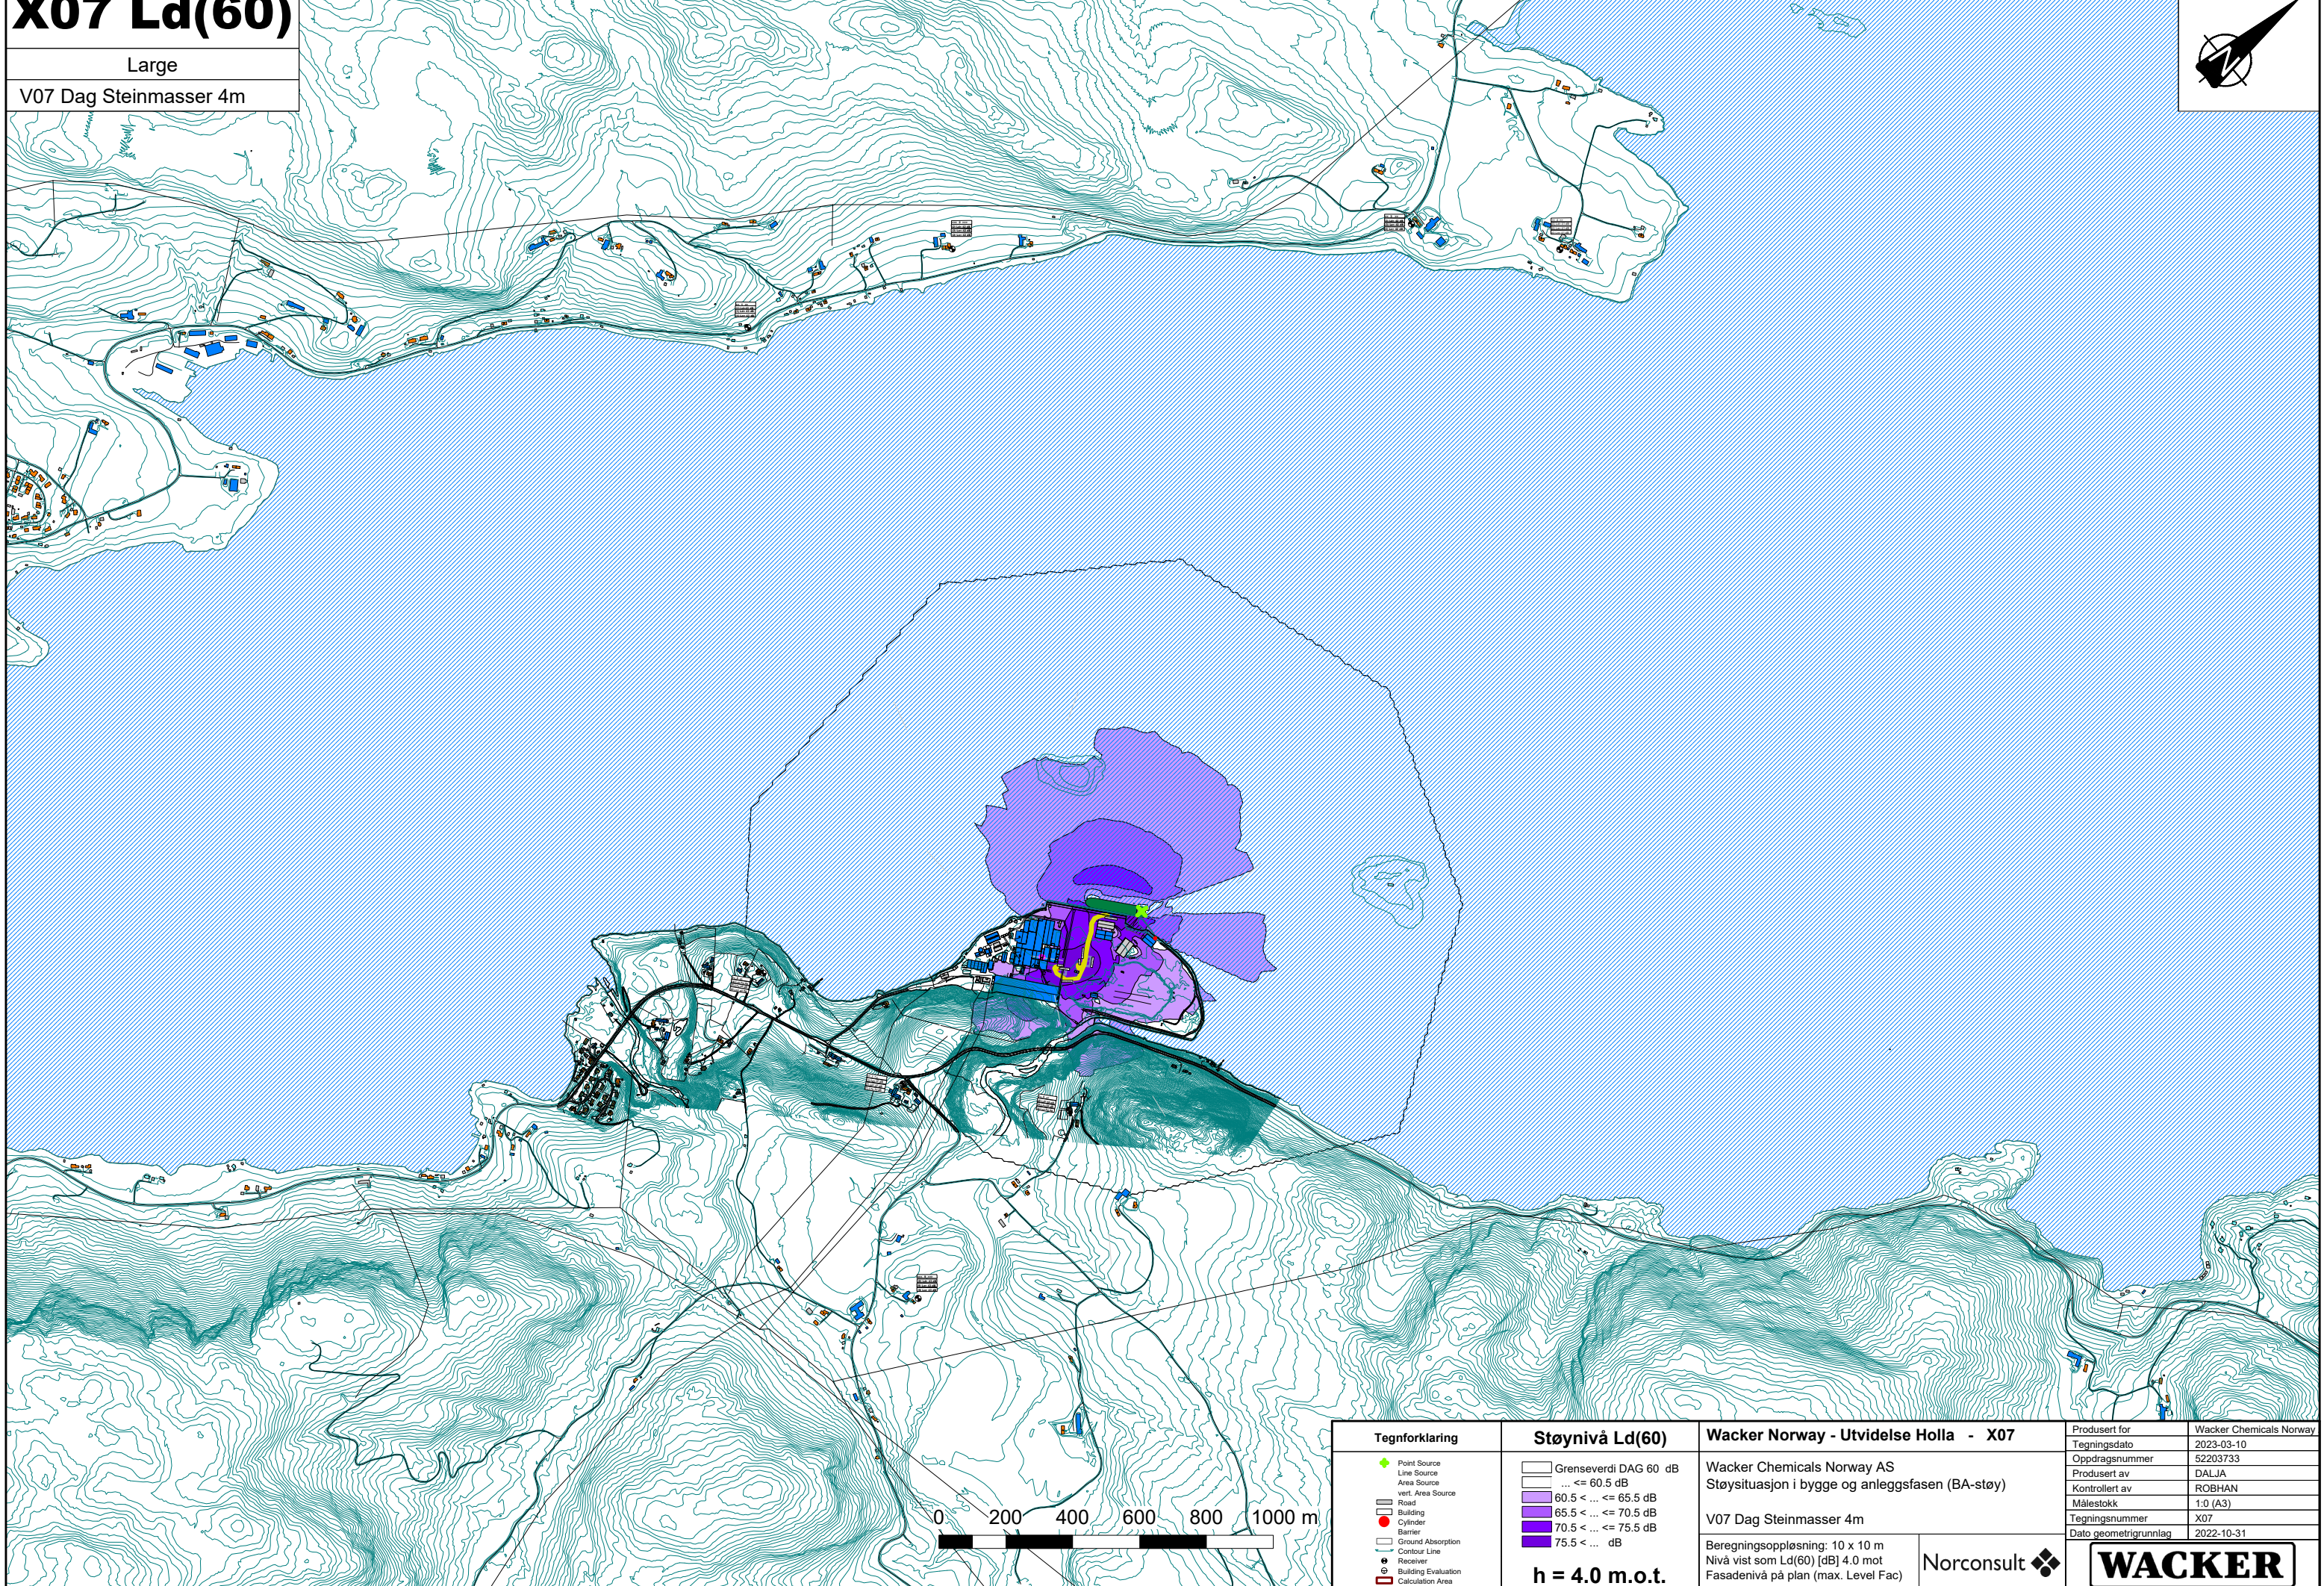 X07 Ld(60)
Large
V07 Dag Steinmasser 4m
0 200 400 600 800 1000 m
Tegnforklaring
Point Source
Line Source
Area Source
vert. Area Source
Road
Building
Cylinder
Barrier
Ground Absorption
Contour Line
Receiver
Building Evaluation
Calculation Area
Støynivå Ld(60)
Grenseverdi DAG 60 dB
... <= 60.5 dB
60.5 < ... <= 65.5 dB
65.5 < ... <= 70.5 dB
70.5 < ... <= 75.5 dB
75.5 < ... dB
h = 4.0 m.o.t.
Wacker Norway - Utvidelse Holla - X07
Wacker Chemicals Norway AS
Støysituasjon i bygge og anleggsfasen (BA-støy)
V07 Dag Steinmasser 4m
Beregningsoppløsning: 10 x 10 m
Nivå vist som Ld(60) [dB] 4.0 mot
Fasadenivå på plan (max. Level Fac)
Norconsult
Produsert for Wacker Chemicals Norway
Tegningsdato 2023-03-10
Oppdragsnummer 52203733
Produsert av DALJA
Kontrollert av ROBHAN
Målestokk 1:0 (A3)
Tegningsnummer X07
Dato geometrigrunnlag 2022-10-31
WACKER